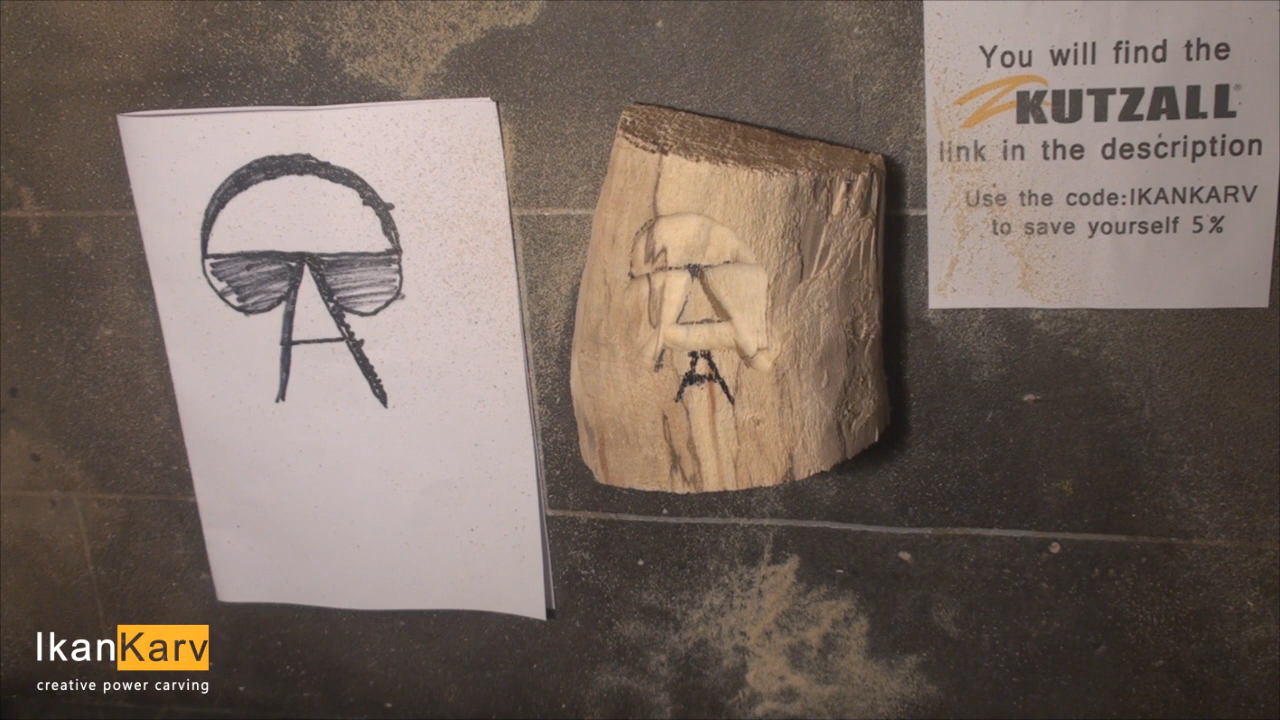 You will find the
KUTZALL
link in the description
Use the code:IKANKARV
to save yourself 5%
A
A
A
IkanKarv
creative power carving